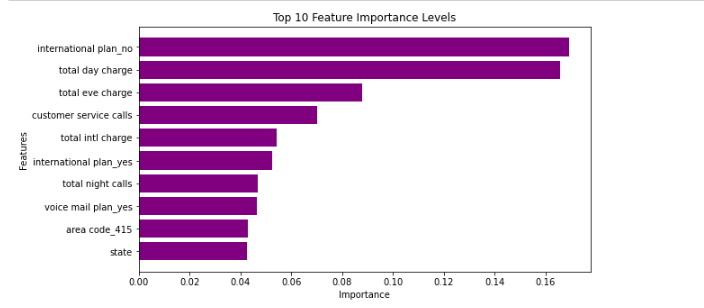 Top 10 Feature Importance Levels
Features
international plan_no
total day charge
total eve charge
customer service calls
total intl charge
international plan_yes
total night calls
voice mail plan_yes
area code_415
state
0.00 0.02 0.04 0.06 0.08 0.10 0.12 0.14 0.16
Importance